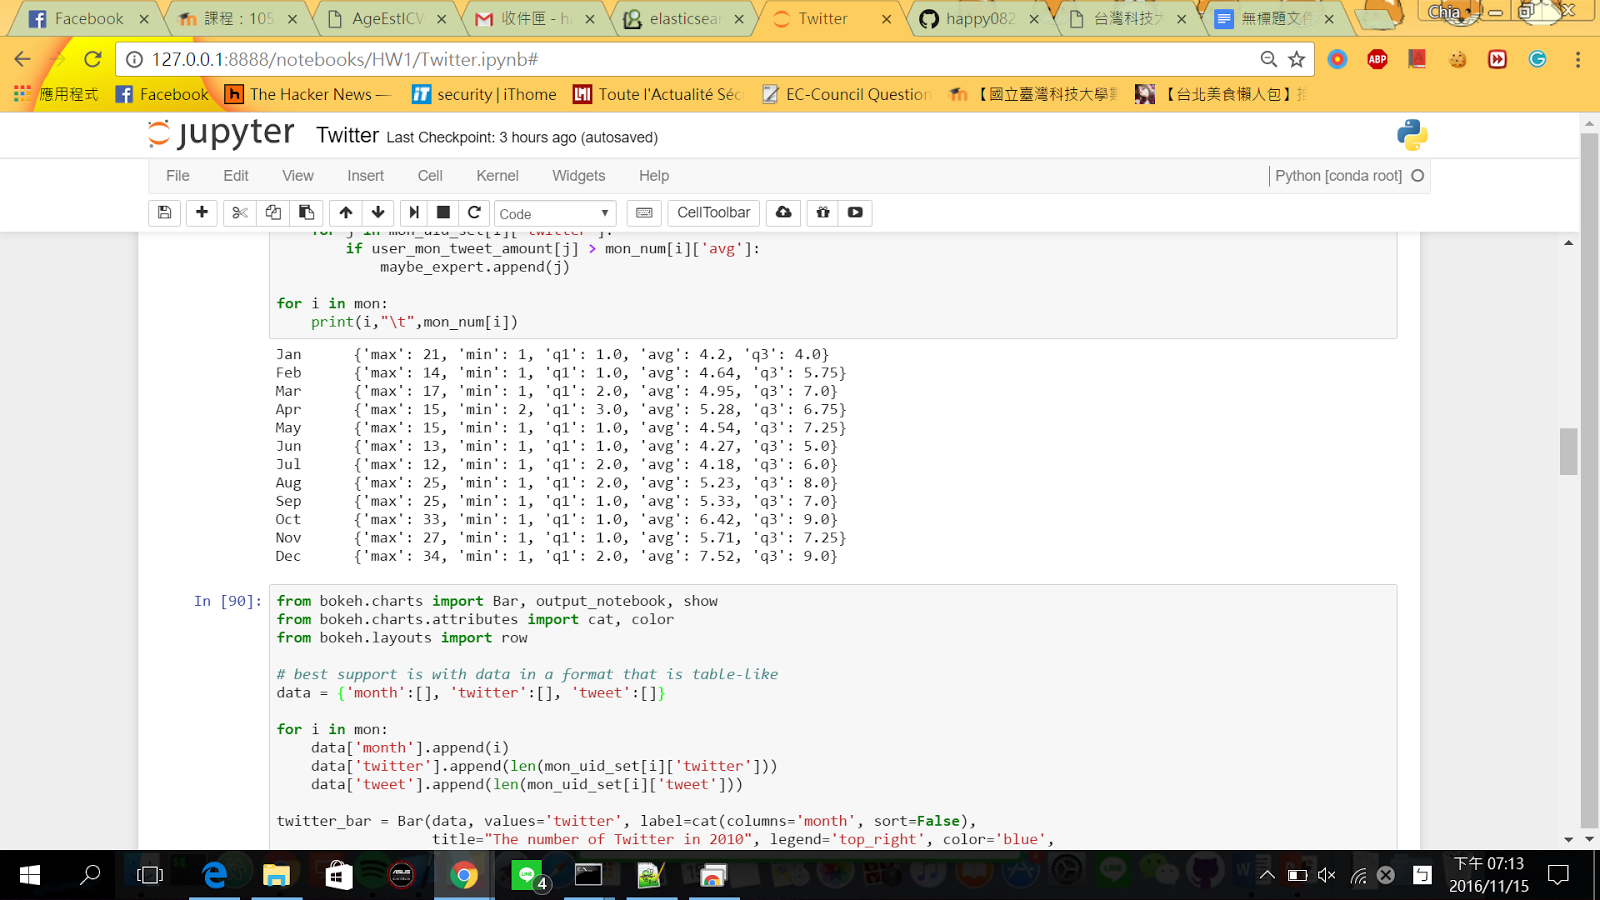 Facebook
課程：105
AgeEstICV
收件匣 - ha
elasticsear
Twitter
happy082
台灣科技大
無標題文件
Chia
127.0.0.1:8888/notebooks/HW1/Twitter.ipynb#
ABP
應用程式
Facebook
The Hacker News —
security | iThome
Toute l'Actualité Séc
EC-Council Question
【國立臺灣科技大學
【台北美食懶人包】
jupyter
Twitter Last Checkpoint: 3 hours ago (autosaved)
File Edit View Insert Cell Kernel Widgets Help
Python [conda root]
Code
CellToolbar
for j in mon_uid_set[i]['twitter']:
if user_mon_tweet_amount[j] > mon_num[i]['avg']:
maybe_expert.append(j)
for i in mon:
print(i,"\t",mon_num[i])
Jan {'max': 21, 'min': 1, 'q1': 1.0, 'avg': 4.2, 'q3': 4.0}
Feb {'max': 14, 'min': 1, 'q1': 1.0, 'avg': 4.64, 'q3': 5.75}
Mar {'max': 17, 'min': 1, 'q1': 2.0, 'avg': 4.95, 'q3': 7.0}
Apr {'max': 15, 'min': 2, 'q1': 3.0, 'avg': 5.28, 'q3': 6.75}
May {'max': 15, 'min': 1, 'q1': 1.0, 'avg': 4.54, 'q3': 7.25}
Jun {'max': 13, 'min': 1, 'q1': 1.0, 'avg': 4.27, 'q3': 5.0}
Jul {'max': 12, 'min': 1, 'q1': 2.0, 'avg': 4.18, 'q3': 6.0}
Aug {'max': 25, 'min': 1, 'q1': 2.0, 'avg': 5.23, 'q3': 8.0}
Sep {'max': 25, 'min': 1, 'q1': 1.0, 'avg': 5.33, 'q3': 7.0}
Oct {'max': 33, 'min': 1, 'q1': 1.0, 'avg': 6.42, 'q3': 9.0}
Nov {'max': 27, 'min': 1, 'q1': 1.0, 'avg': 5.71, 'q3': 7.25}
Dec {'max': 34, 'min': 1, 'q1': 2.0, 'avg': 7.52, 'q3': 9.0}
In [90]:
from bokeh.charts import Bar, output_notebook, show
from bokeh.charts.attributes import cat, color
from bokeh.layouts import row
# best support is with data in a format that is table-like
data = {'month':[], 'twitter':[], 'tweet':[]}
for i in mon:
data['month'].append(i)
data['twitter'].append(len(mon_uid_set[i]['twitter']))
data['tweet'].append(len(mon_uid_set[i]['tweet']))
twitter_bar = Bar(data, values='twitter', label=cat(columns='month', sort=False),
title="The number of Twitter in 2010", legend='top_right', color='blue',
4
下午 07:13
2016/11/15